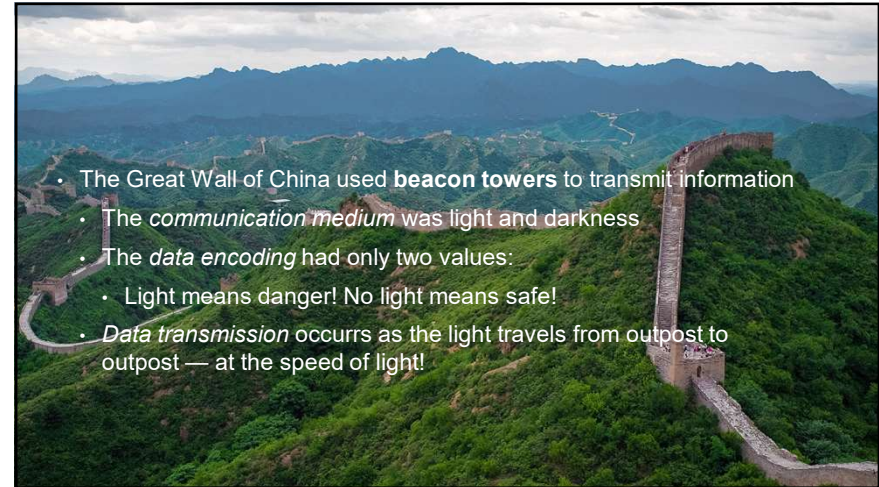 • The Great Wall of China used beacon towers to transmit information
• The communication medium was light and darkness
• The data encoding had only two values:
• Light means danger! No light means safe!
• Data transmission occurrs as the light travels from outpost to
outpost — at the speed of light!